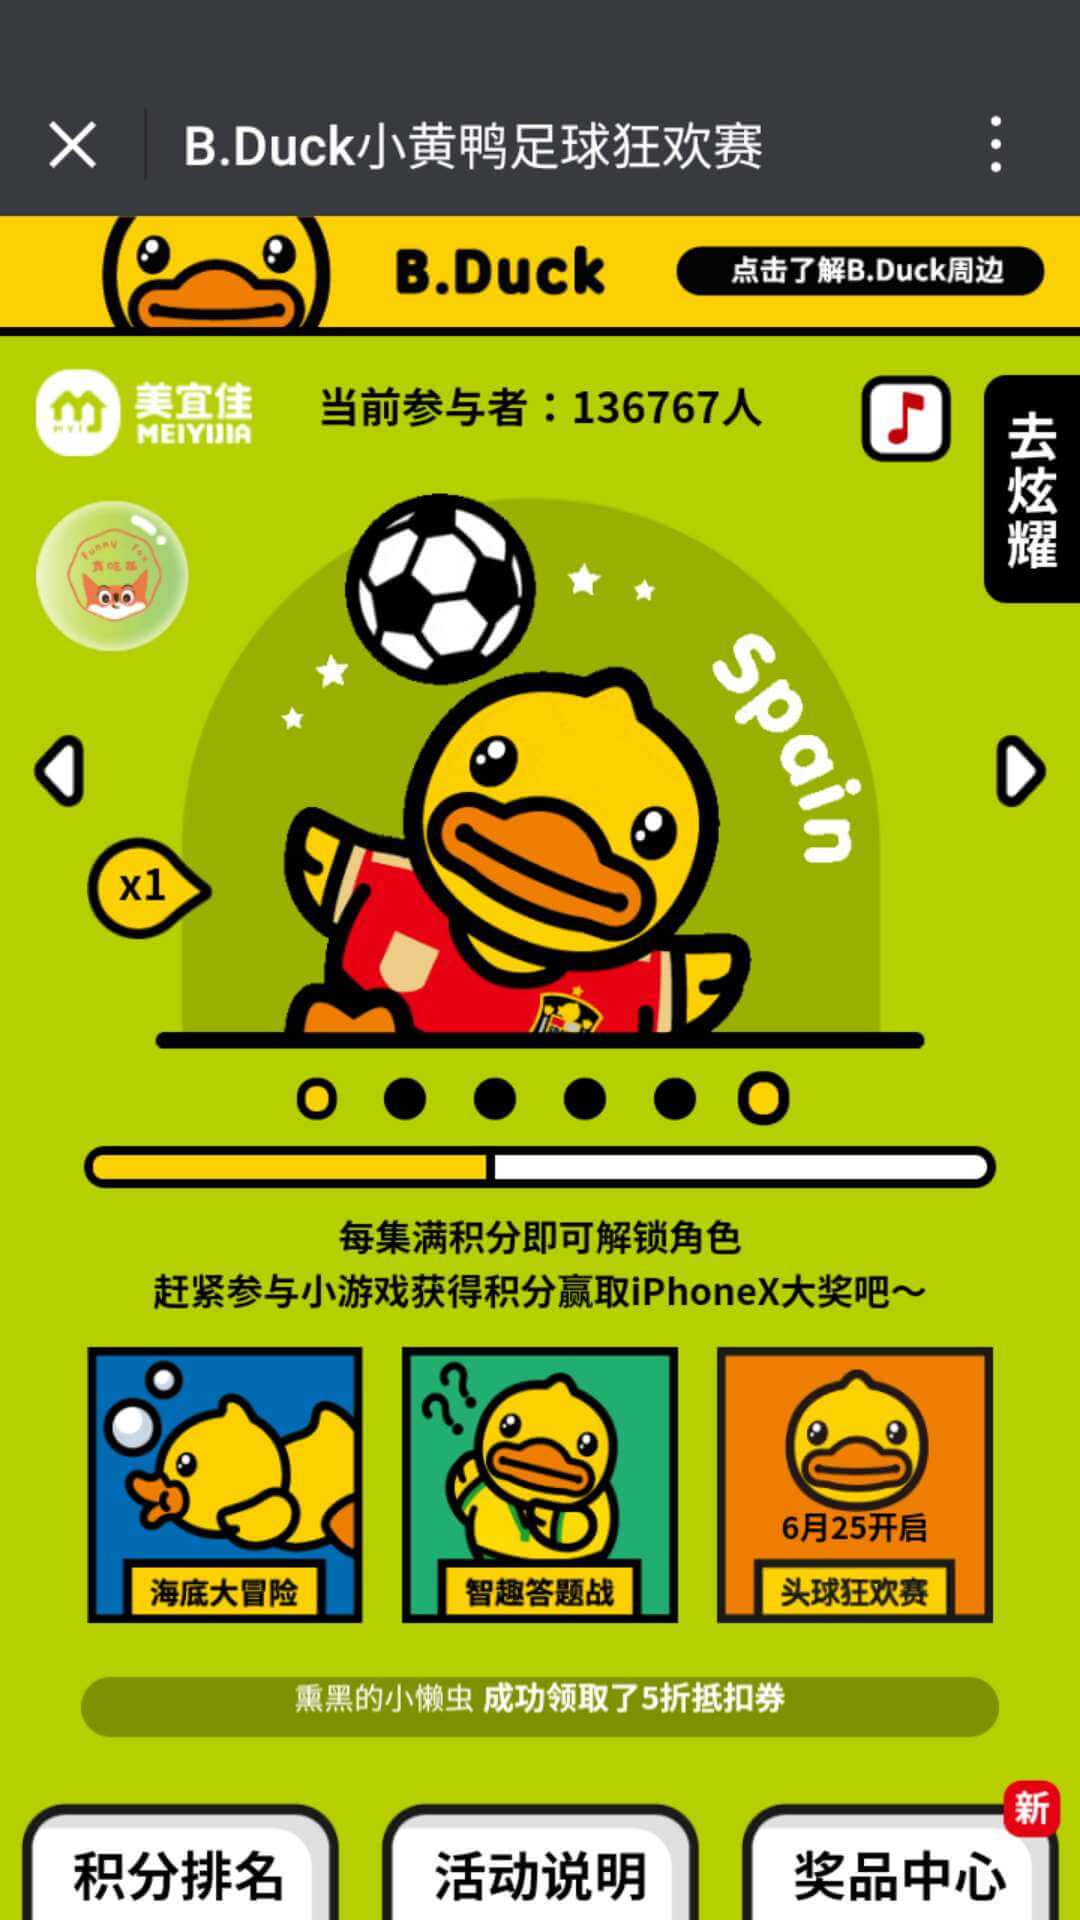 B.Duck小黄鸭足球狂欢赛
B.Duck
点击了解B.Duck周边
美宜佳
MEIYIJIA
当前参与者：136767人
去炫耀
Funny Fox
贪吃狐
Spain
x1
每集满积分即可解锁角色
赶紧参与小游戏获得积分赢取iPhoneX大奖吧～
??
6月25开启
海底大冒险
智趣答题战
头球狂欢赛
熏黑的小懒虫 成功领取了5折抵扣券
新
积分排名
活动说明
奖品中心